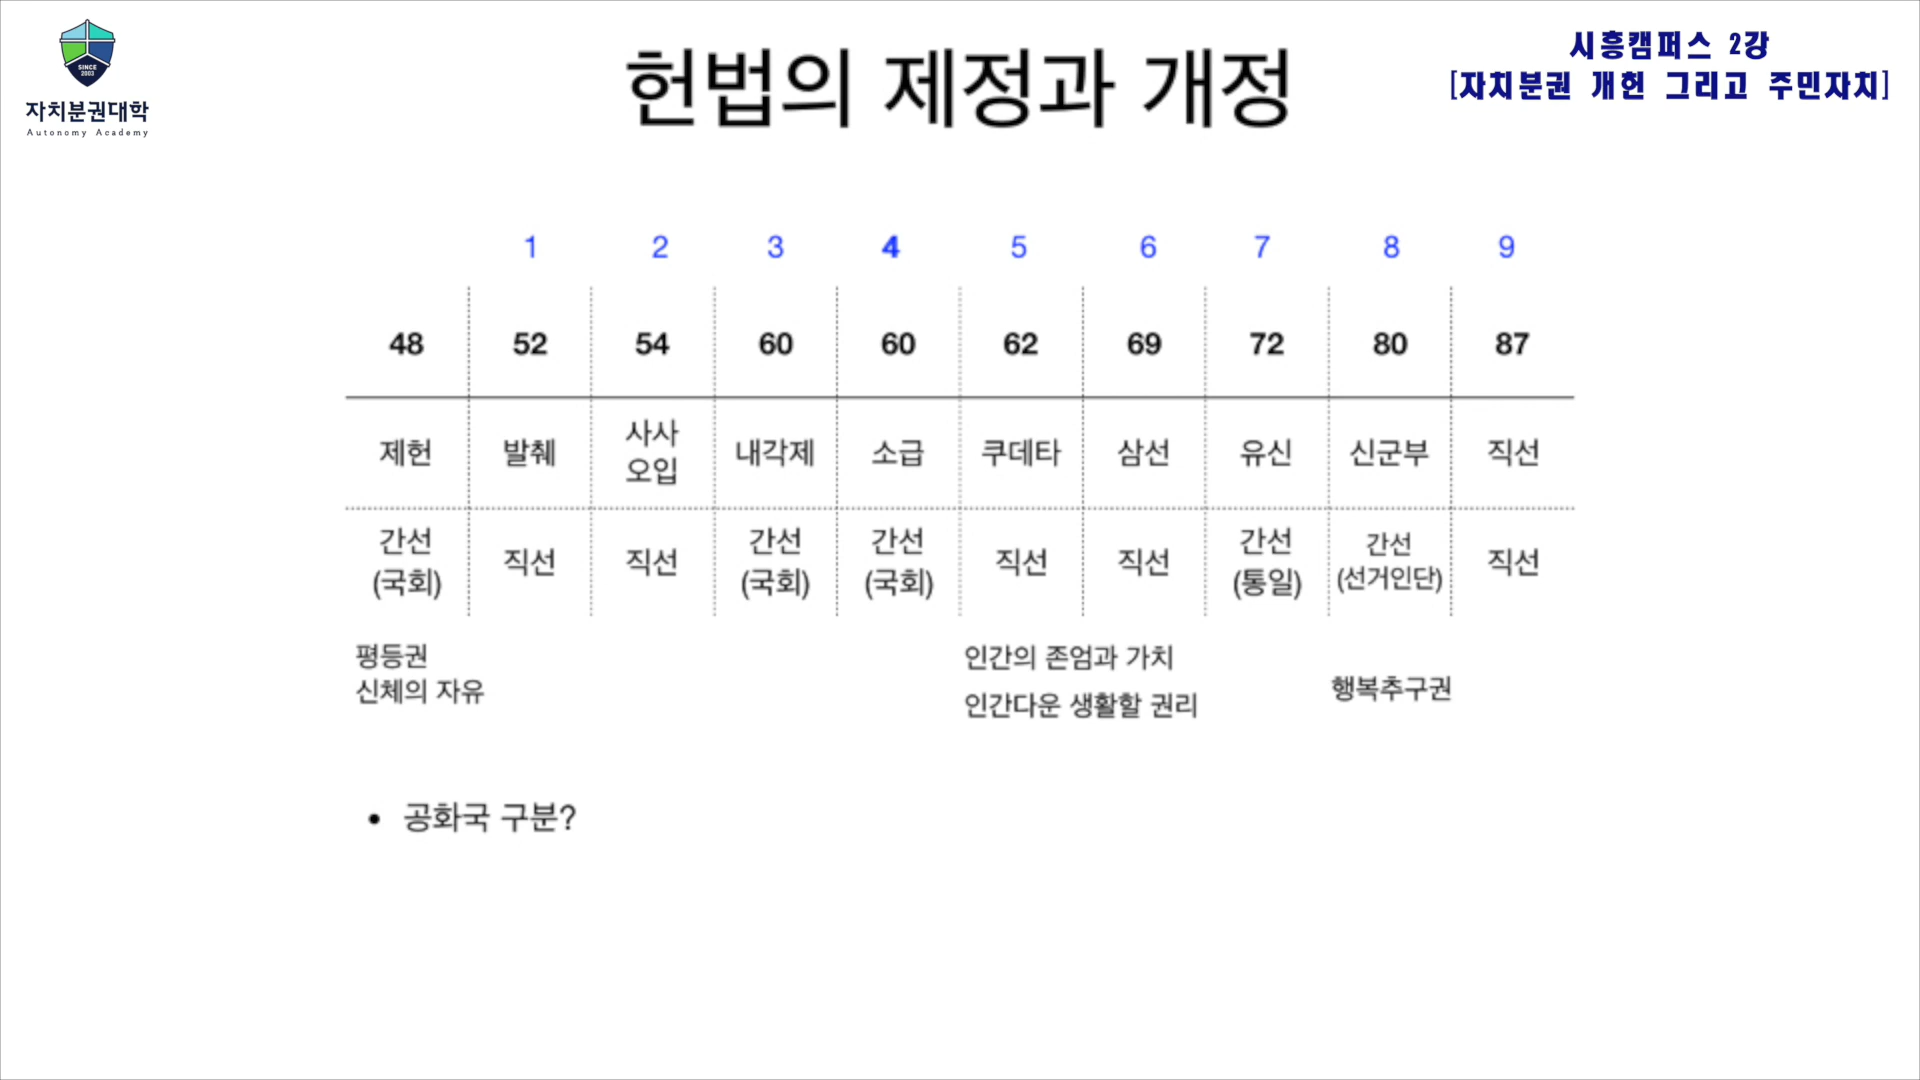 SINCE
2003
자치분권대학
Autonomy Academy
헌법의 제정과 개정
시흥캠퍼스 2강
[자치분권 개헌 그리고 주민자치]
1 2 3 4 5 6 7 8 9
48 52 54 60 60 62 69 72 80 87
제헌 발췌 사사 오입 내각제 소급 쿠데타 삼선 유신 신군부 직선
간선 (국회) 직선 직선 간선 (국회) 간선 (국회) 직선 직선 간선 (통일) 간선 (선거인단) 직선
평등권
신체의 자유
인간의 존엄과 가치
인간다운 생활할 권리
행복추구권
• 공화국 구분?